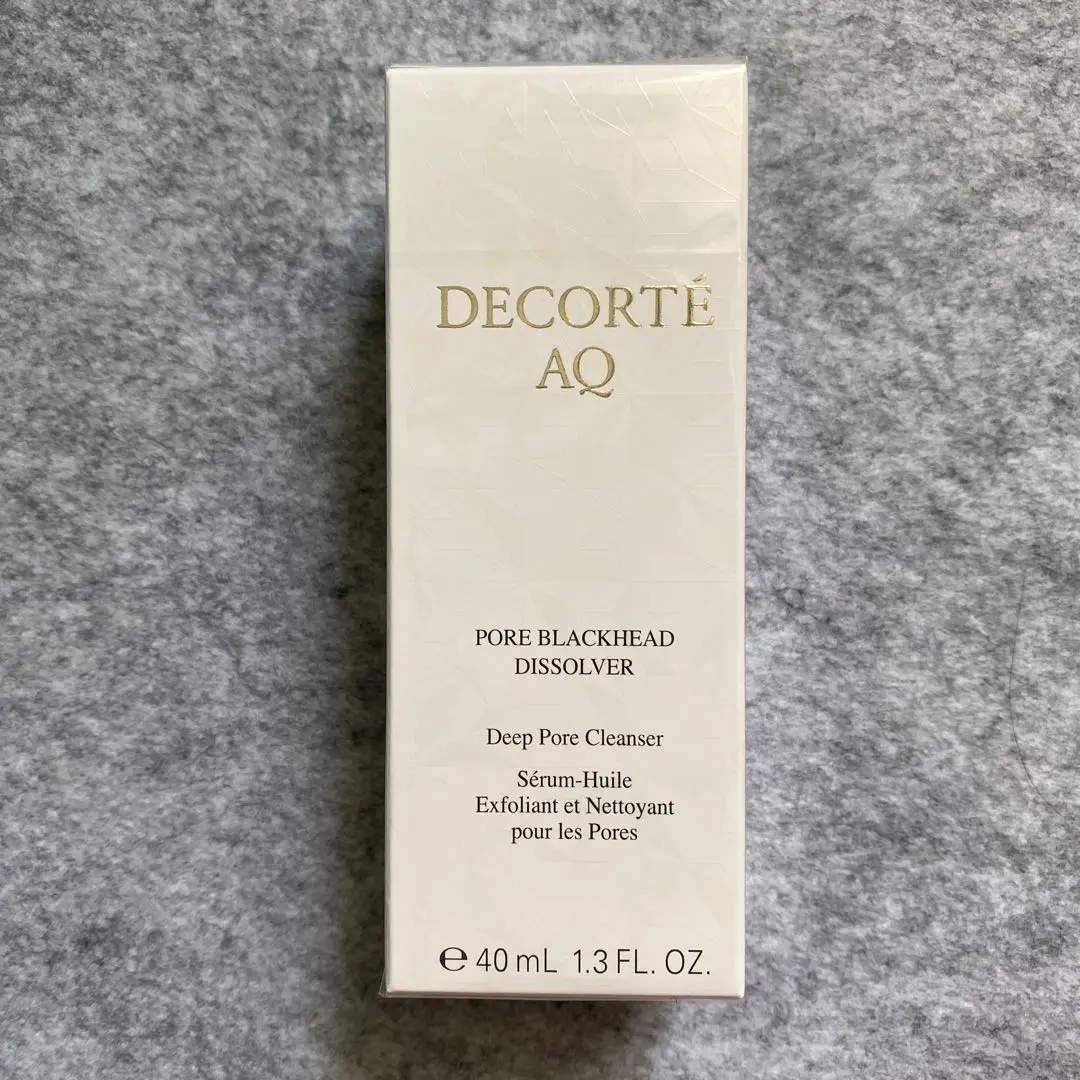 DECORTÉ
AQ
PORE BLACKHEAD
DISSOLVER
Deep Pore Cleanser
Sérum-Huile
Exfoliant et Nettoyant
pour les Pores
℮ 40 mL 1.3 FL. OZ.